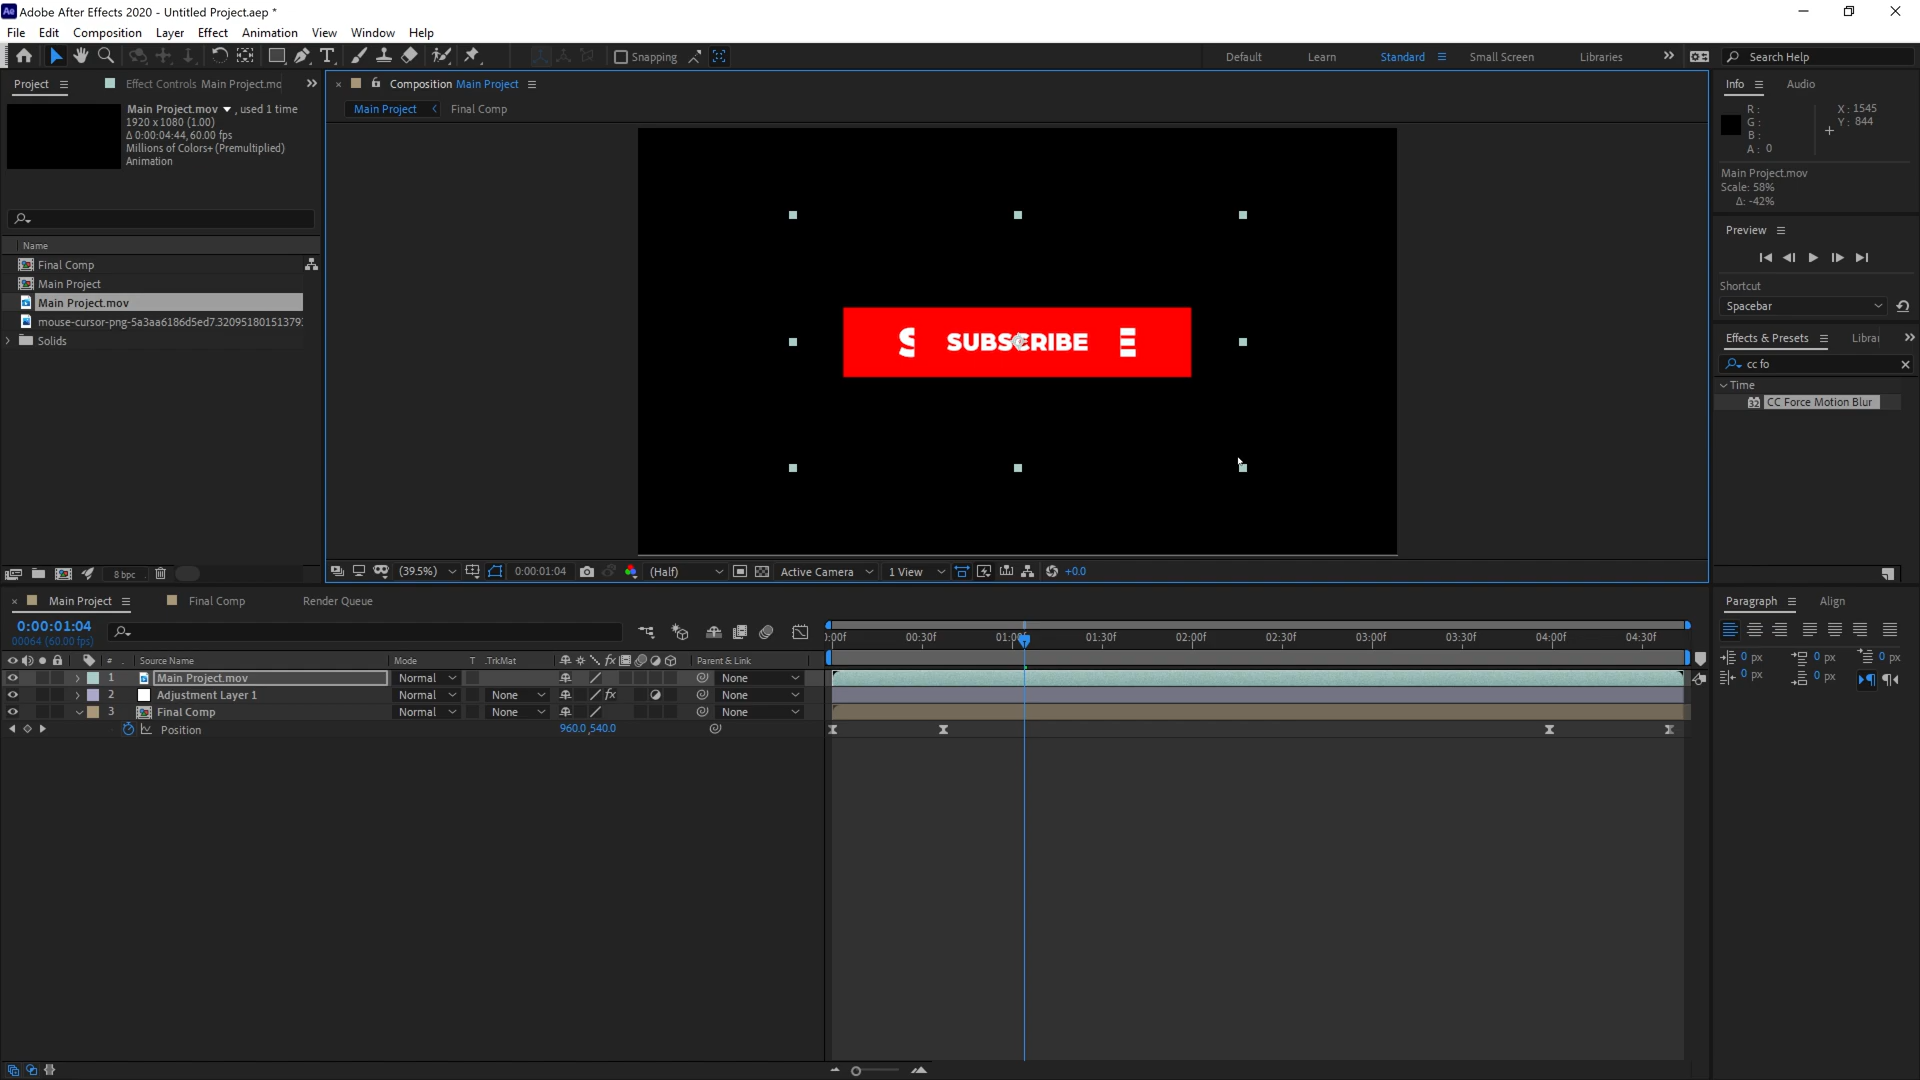 Adobe After Effects 2020 - Untitled Project.aep *
File Edit Composition Layer Effect Animation View Window Help
Snapping
Default Learn Standard Small Screen Libraries Search Help
Project Effect Controls Main Project.mo
Main Project.mov , used 1 time
1920 x 1080 (1.00)
Δ 0:00:04:44, 60.00 fps
Millions of Colors+ (Premultiplied)
Animation
Name
Final Comp
Main Project
Main Project.mov
mouse-cursor-png-5a3aa6186d5ed7.320951801513793
Solids
8 bpc
Composition Main Project
Main Project Final Comp
SUBSCRIBE
S E
(39.5%) 0:00:01:04 (Half) Active Camera 1 View +0.0
Info Audio
R :
G :
B :
A : 0
X : 1545
Y : 844
Main Project.mov
Scale: 58%
Δ: -42%
Preview
Shortcut
Spacebar
Effects & Presets Librar
cc fo
Time
32 CC Force Motion Blur
Main Project Final Comp Render Queue
0:00:01:04
00064 (60.00 fps)
# Source Name Mode T .TrkMat fx Parent & Link
1 Main Project.mov Normal None
2 Adjustment Layer 1 Normal None fx None
3 Final Comp Normal None None
Position 960.0,540.0
:00f 00:30f 01:00f 01:30f 02:00f 02:30f 03:00f 03:30f 04:00f 04:30f
Paragraph Align
0 px 0 px 0 px
0 px 0 px